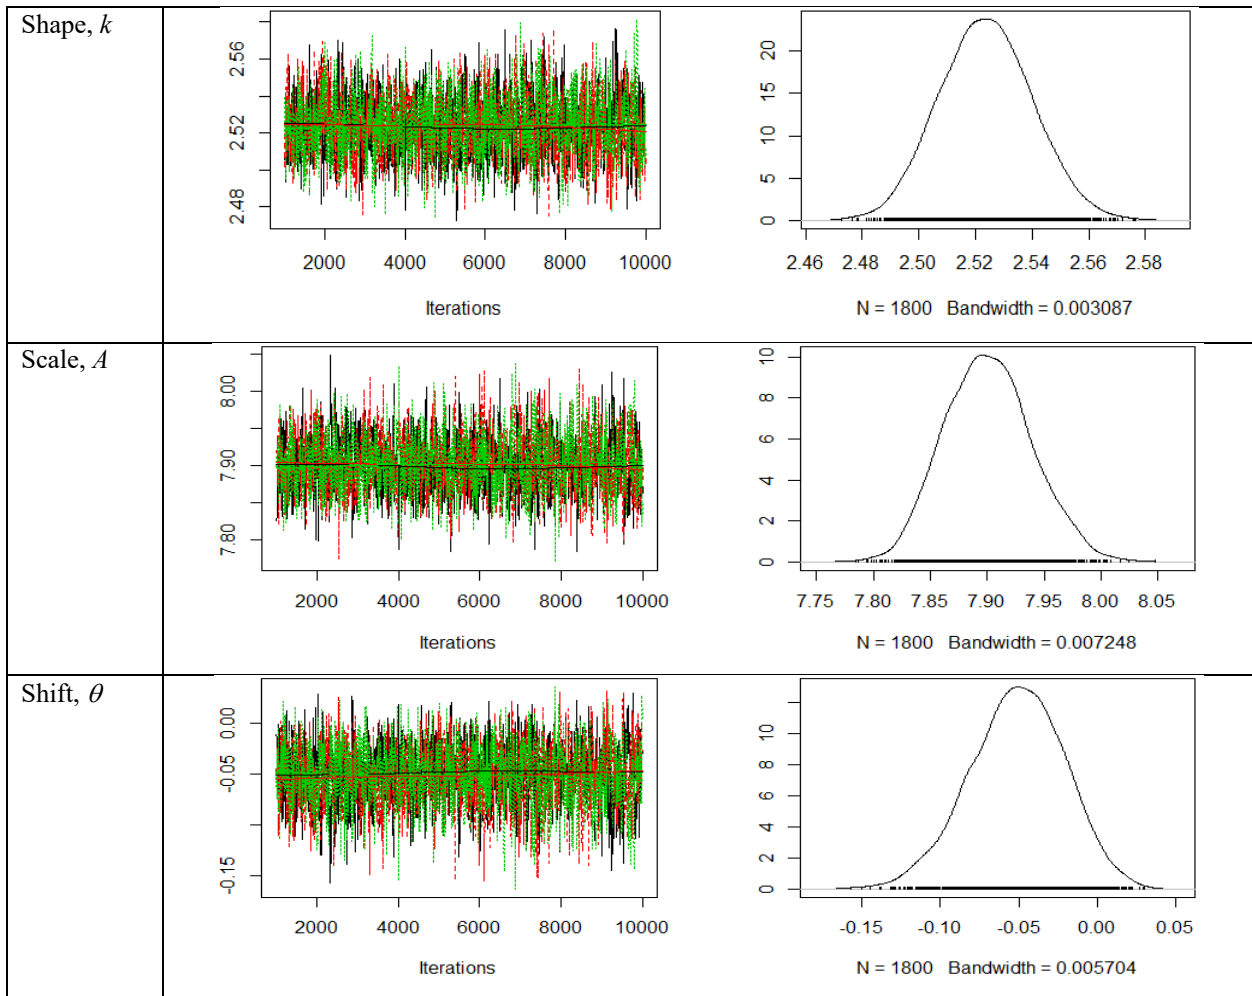 Shape, k
2.48 2.52 2.56
2000 4000 6000 8000 10000
Iterations
0 5 10 15 20
2.46 2.48 2.50 2.52 2.54 2.56 2.58
N = 1800 Bandwidth = 0.003087
Scale, A
7.80 7.90 8.00
2000 4000 6000 8000 10000
Iterations
0 2 4 6 8 10
7.75 7.80 7.85 7.90 7.95 8.00 8.05
N = 1800 Bandwidth = 0.007248
Shift, θ
-0.15 -0.05 0.00
2000 4000 6000 8000 10000
Iterations
0 2 4 6 8 10
-0.15 -0.10 -0.05 0.00 0.05
N = 1800 Bandwidth = 0.005704